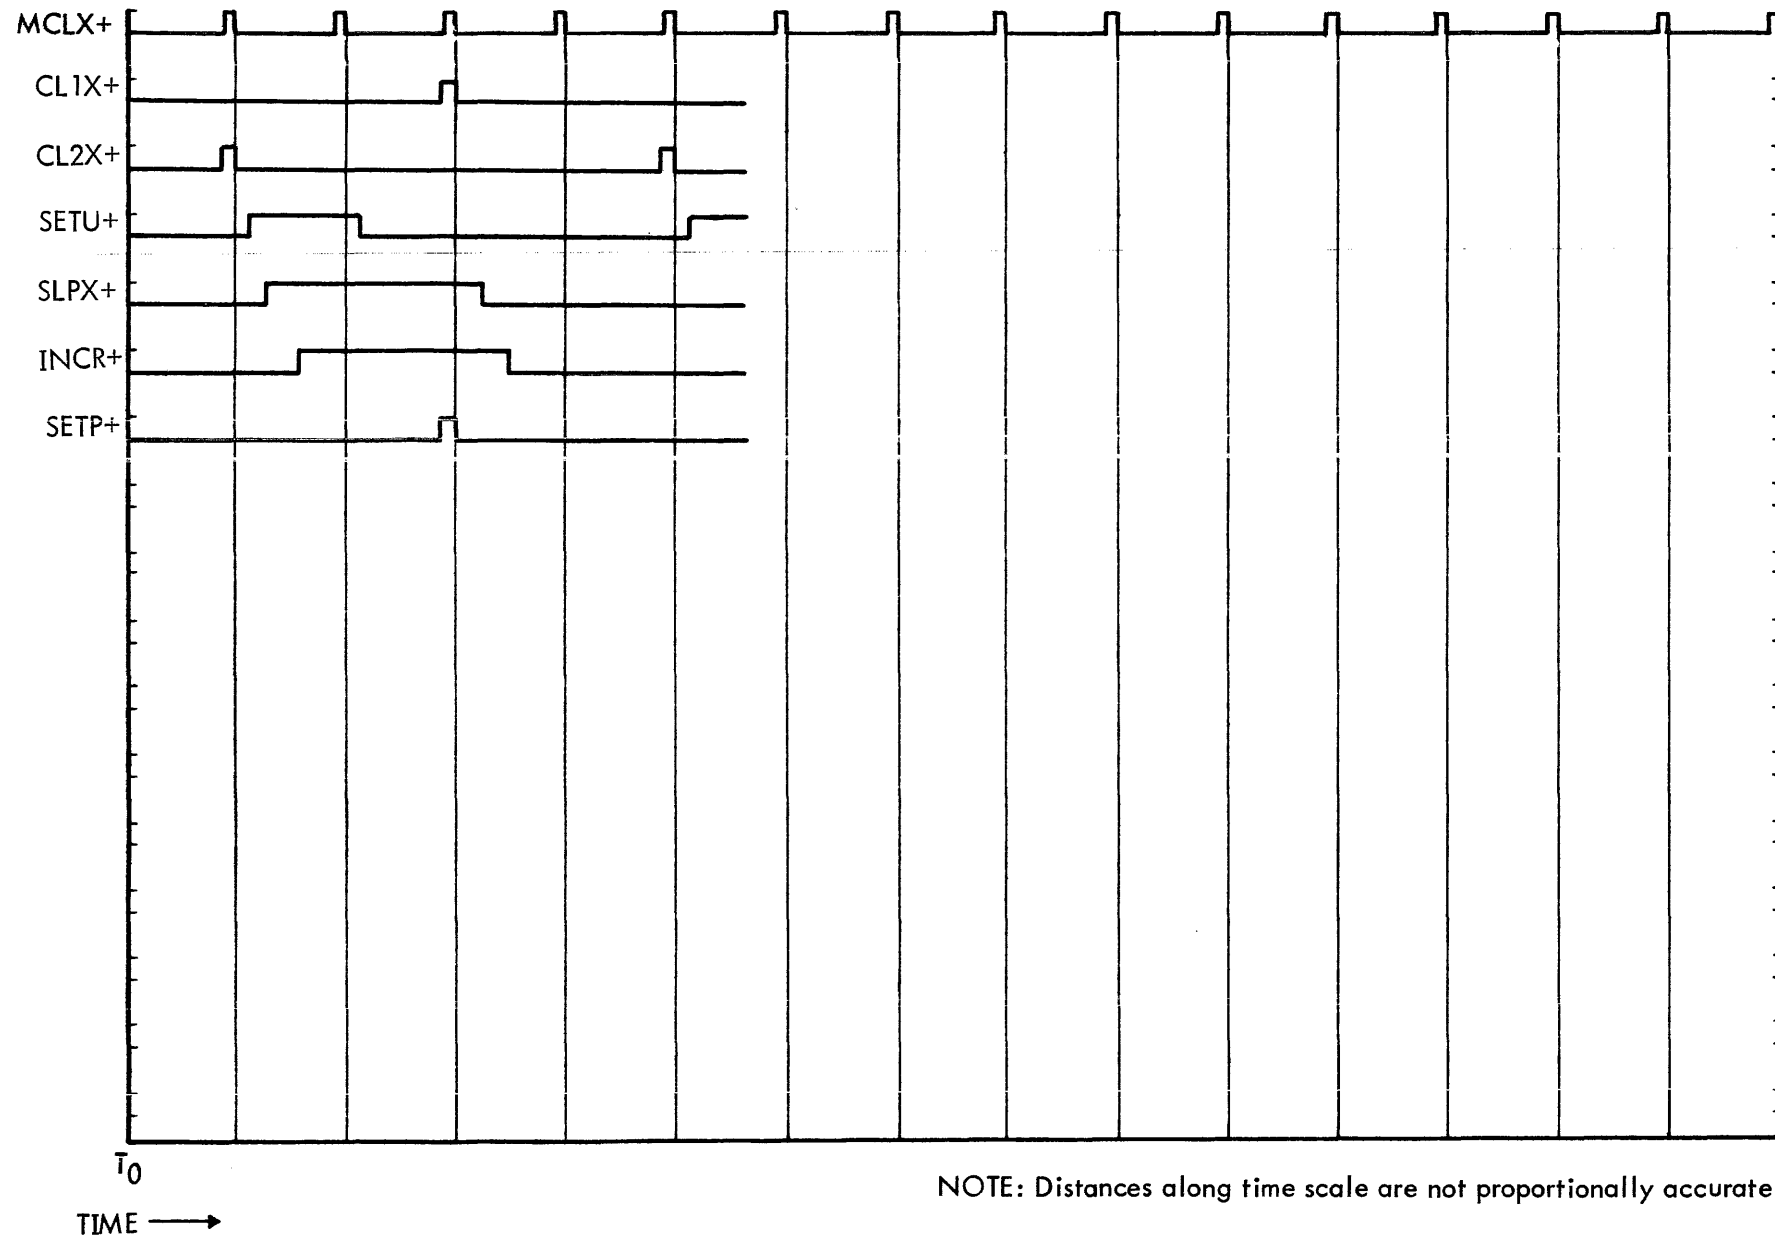 MCLX+
CL1X+
CL2X+
SETU+
SLPX+
INCR+
SETP+
T0
NOTE: Distances along time scale are not proportionally accurate
TIME